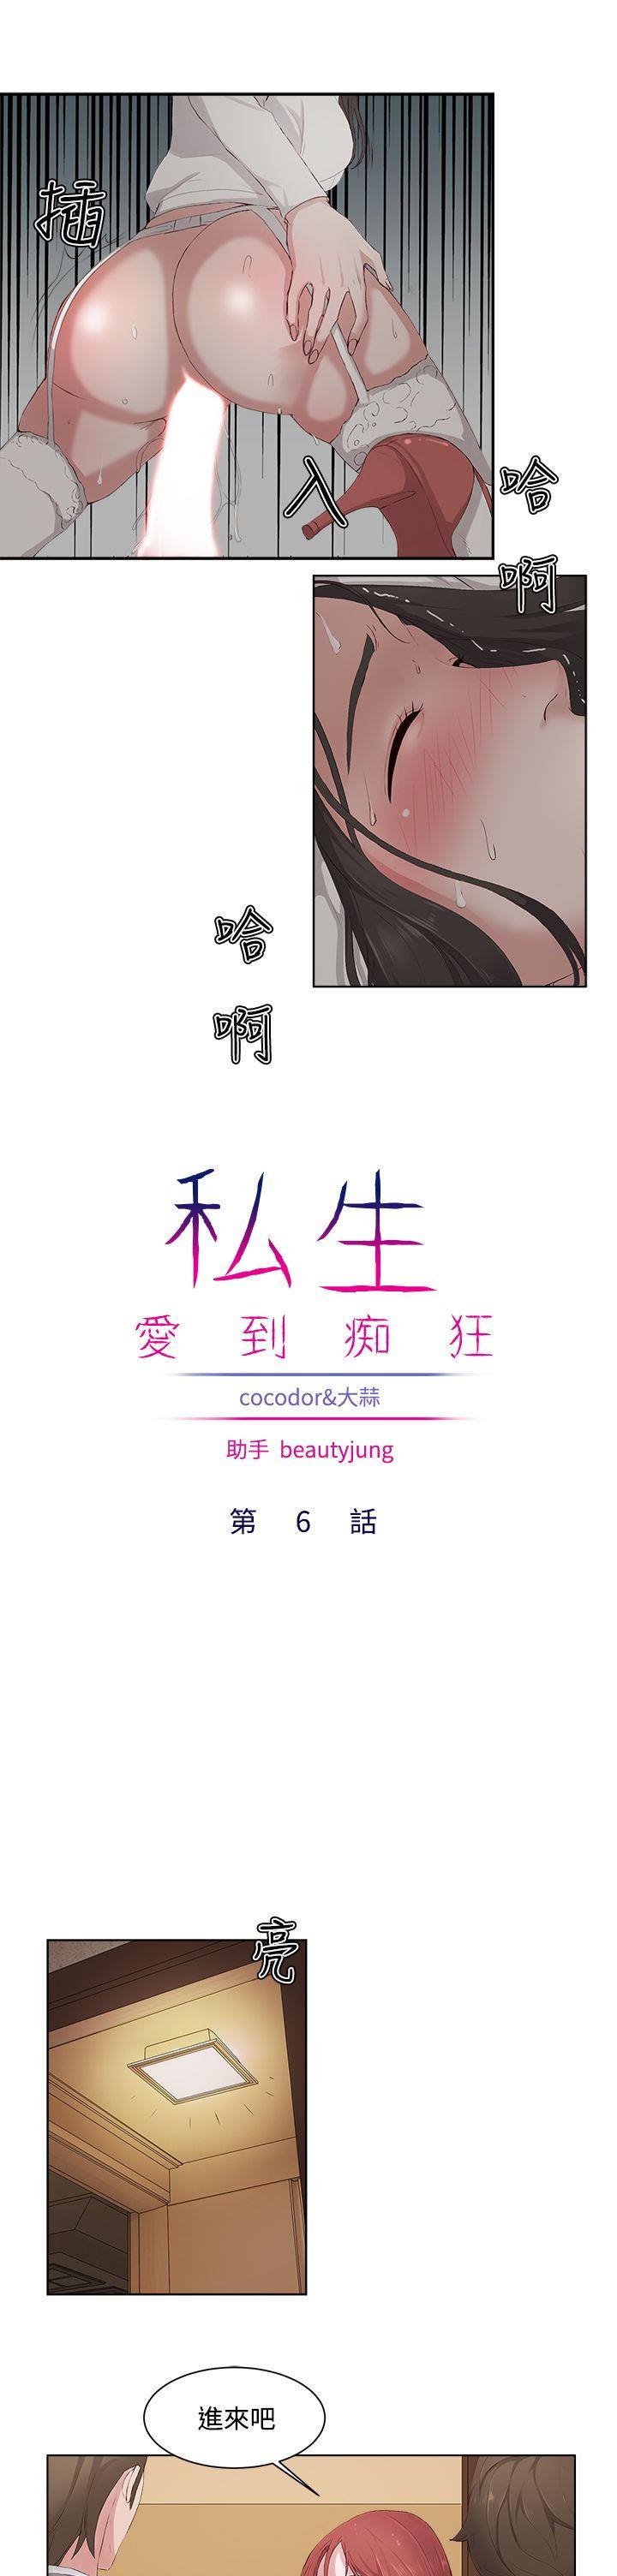 插
入
哈
啊
哈
啊
私生
愛到痴狂
cocodor&大蒜
助手 beautyjung
第 6 話
亮
進來吧